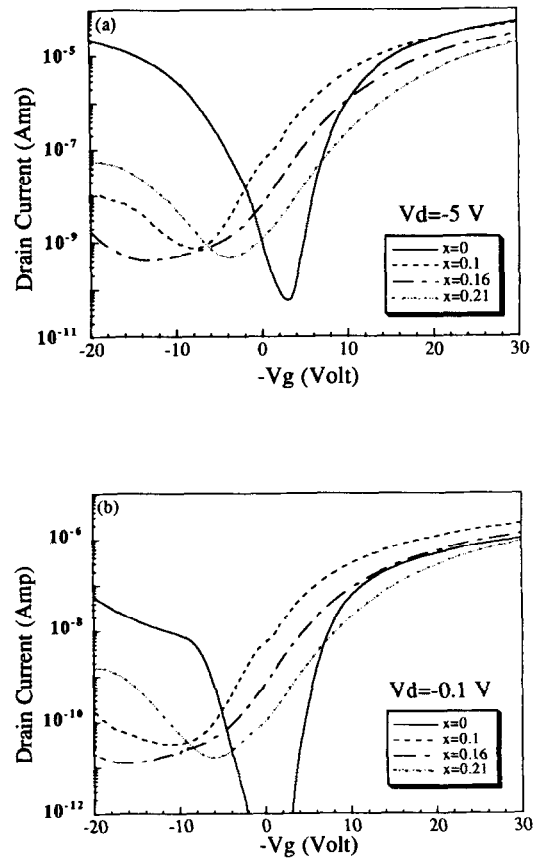 (a)
10^-5
10^-7
10^-9
10^-11
Drain Current (Amp)
Vd=-5 V
x=0
x=0.1
x=0.16
x=0.21
-20 -10 0 10 20 30
-Vg (Volt)
(b)
10^-6
10^-8
10^-10
10^-12
Drain Current (Amp)
Vd=-0.1 V
x=0
x=0.1
x=0.16
x=0.21
-20 -10 0 10 20 30
-Vg (Volt)